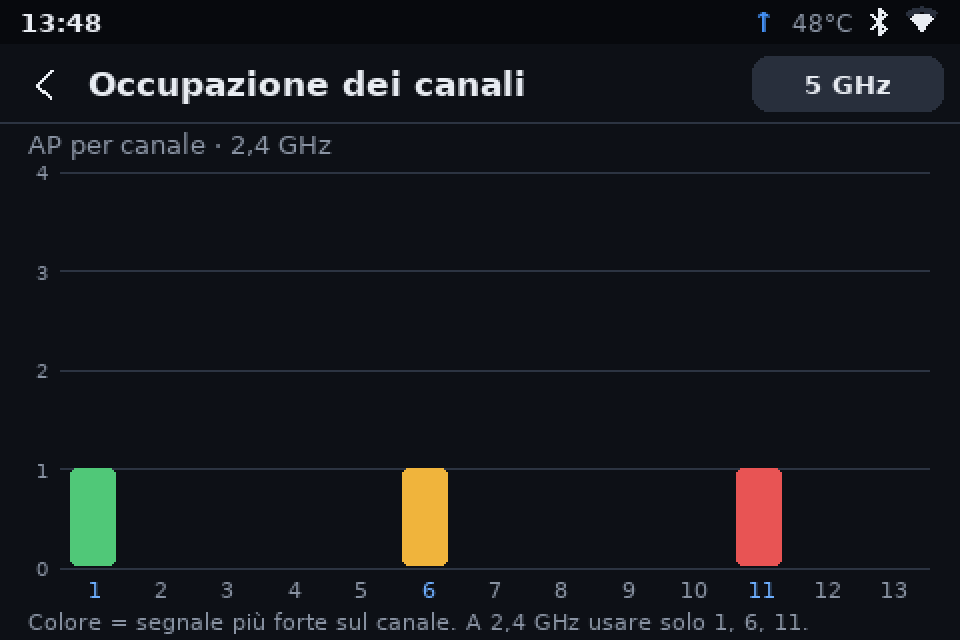 13:48 ↑ 48°C
Occupazione dei canali 5 GHz
AP per canale · 2,4 GHz
4
3
2
1
0
1 2 3 4 5 6 7 8 9 10 11 12 13
Colore = segnale più forte sul canale. A 2,4 GHz usare solo 1, 6, 11.